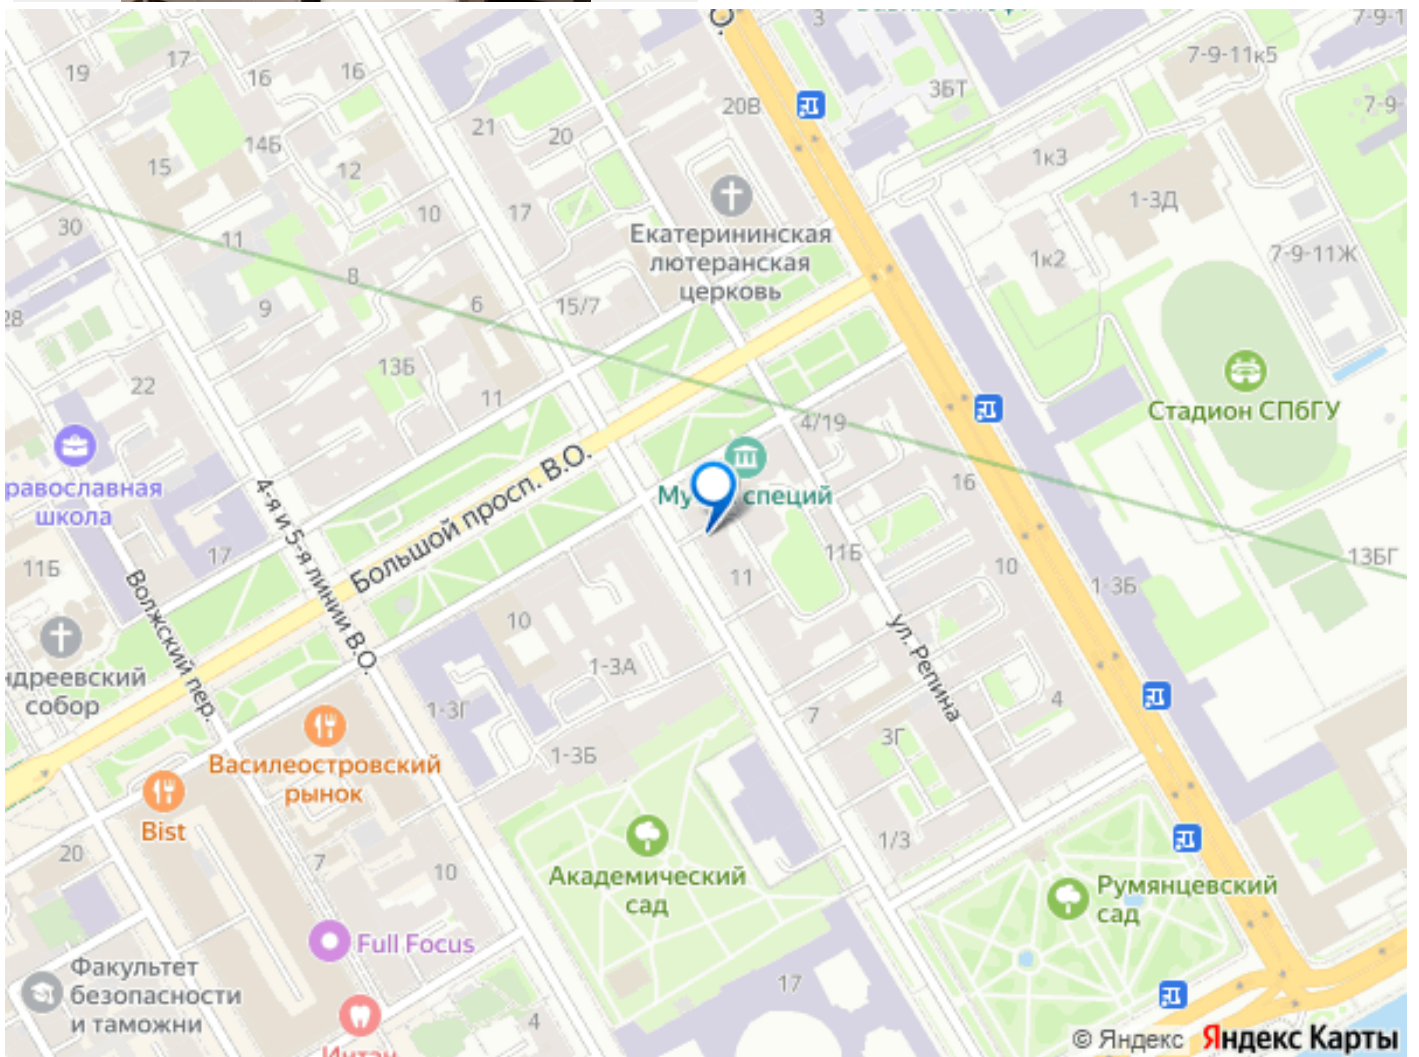 3
7-9-1
19
17
16
16
7-9-11к5
3БТ
20В
7-9-
21
20
14Б
15
12
1к3
1-3Д
10
17
30
Екатерининская
лютеранская
церковь
11
8
1к2
7-9-11Ж
9
6
15/7
28
13Б
22
11
Стадион СПбГУ
4/19
равославная
школа
Большой просп. В.О.
4-я и 5-я линии В.О.
специй
16
17
11Б
11Б
11
10
13БГ
1-3Б
Волжский пер.
10
ул. Репина
ндреевский
собор
1-3А
1-3Г
7
4
3Г
1-3Б
Василеостровский
рынок
Bist
20
7
10
1/3
Академический
сад
Румянцевский
сад
Full Focus
Факультет
безопасности
и таможни
17
4
© Яндекс Яндекс Карты